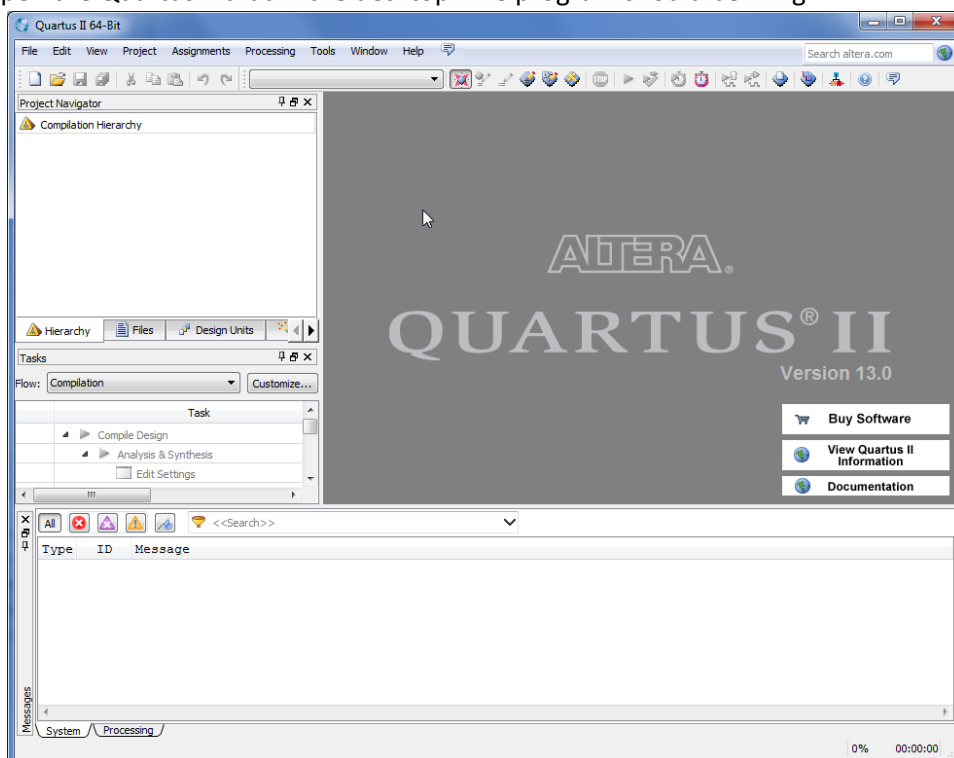 Quartus II 64-Bit
File Edit View Project Assignments Processing Tools Window Help
Search altera.com
Project Navigator
Compilation Hierarchy
Hierarchy Files Design Units
Tasks
Flow: Compilation Customize...
Task
Compile Design
Analysis & Synthesis
Edit Settings
ALTERA®
QUARTUS® II
Version 13.0
Buy Software
View Quartus II
Information
Documentation
All <<Search>>
Type ID Message
Messages
System Processing
0% 00:00:00